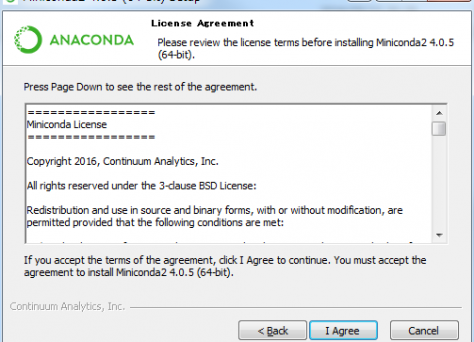 License Agreement
ANACONDA
Please review the license terms before installing Miniconda2 4.0.5
(64-bit).
Press Page Down to see the rest of the agreement.
=================
Miniconda License
=================
Copyright 2016, Continuum Analytics, Inc.
All rights reserved under the 3-clause BSD License:
Redistribution and use in source and binary forms, with or without modification, are
permitted provided that the following conditions are met:
If you accept the terms of the agreement, click I Agree to continue. You must accept the
agreement to install Miniconda2 4.0.5 (64-bit).
Continuum Analytics, Inc.
< Back
I Agree
Cancel